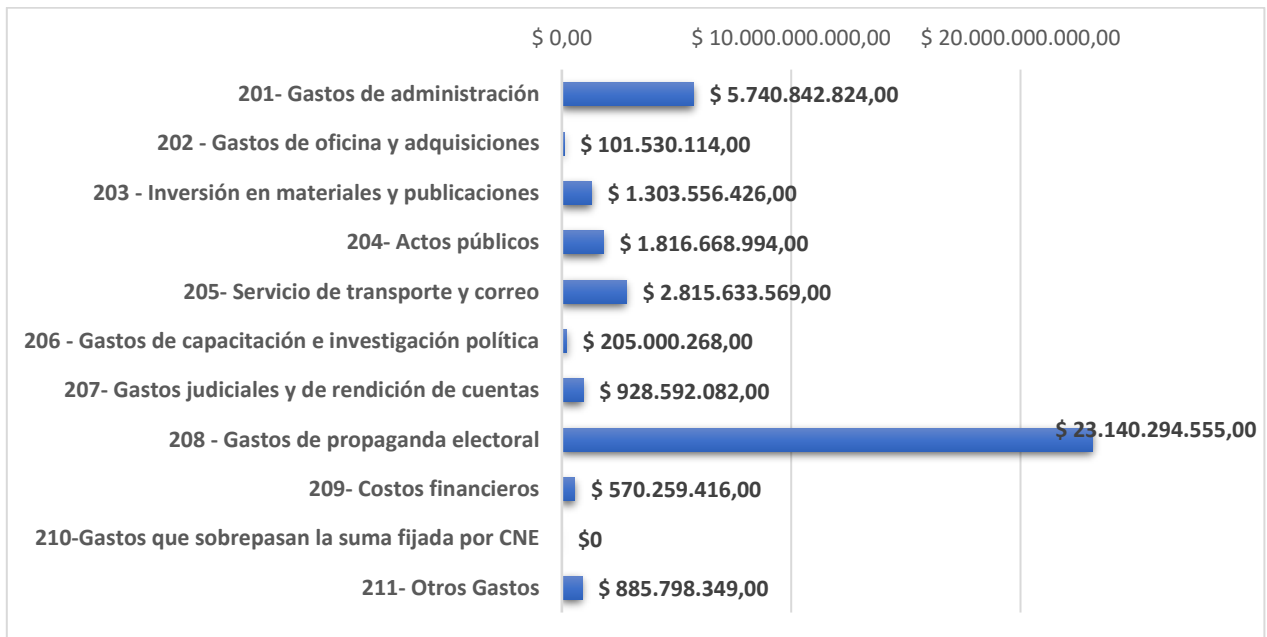 $ 0,00 $ 10.000.000.000,00 $ 20.000.000.000,00
201- Gastos de administración $ 5.740.842.824,00
202 - Gastos de oficina y adquisiciones $ 101.530.114,00
203 - Inversión en materiales y publicaciones $ 1.303.556.426,00
204- Actos públicos $ 1.816.668.994,00
205- Servicio de transporte y correo $ 2.815.633.569,00
206 - Gastos de capacitación e investigación política $ 205.000.268,00
207- Gastos judiciales y de rendición de cuentas $ 928.592.082,00
208 - Gastos de propaganda electoral $ 23.140.294.555,00
209- Costos financieros $ 570.259.416,00
210-Gastos que sobrepasan la suma fijada por CNE $0
211- Otros Gastos $ 885.798.349,00